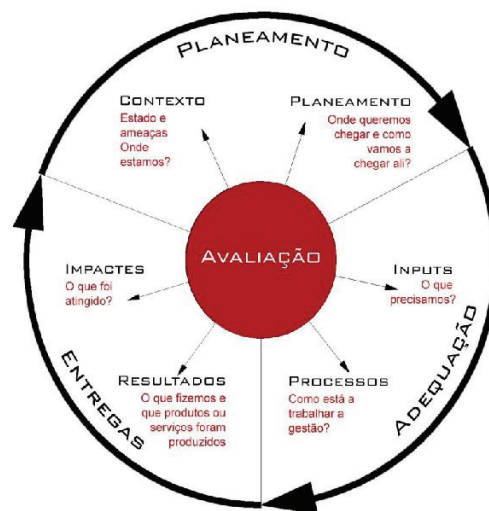 PLANEAMENTO
CONTEXTO
Estado e
ameaças
Onde
estamos?
PLANEAMENTO
Onde queremos
chegar e como
vamos a
chegar ali?
AVALIAÇÃO
IMPACTES
O que foi
atingido?
INPUTS
O que
precisamos?
RESULTADOS
O que fizemos e
que produtos ou
serviços foram
produzidos
PROCESSOS
Como está a
trabalhar a
gestão?
ENTREGAS
ADEQUAÇÃO